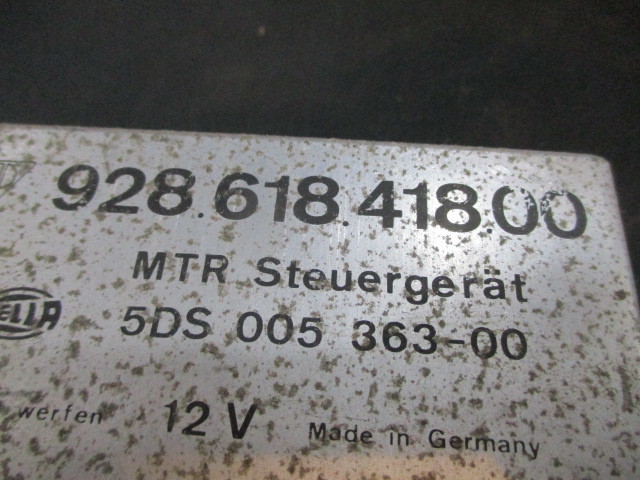 928.618.418.00
MTR Steuergerät
5DS 005 363-00
werfen 12 V Made in Germany